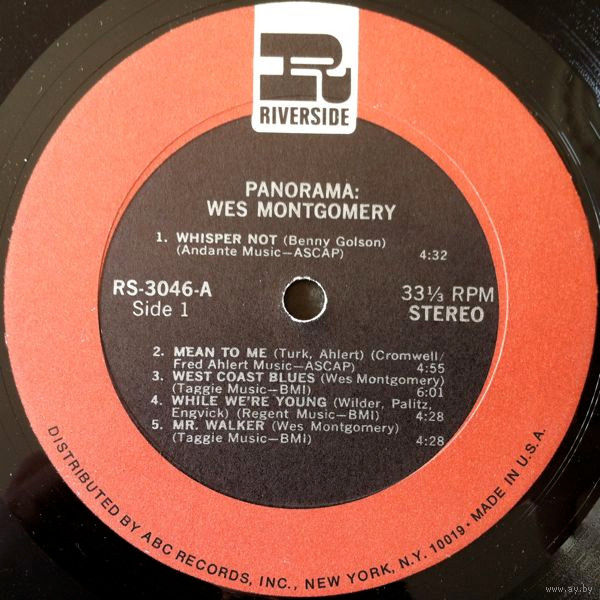 R
RIVERSIDE
PANORAMA:
WES MONTGOMERY
1. WHISPER NOT (Benny Golson)
(Andante Music—ASCAP) 4:32
RS-3046-A
Side 1
33⅓ RPM
STEREO
2. MEAN TO ME (Turk, Ahlert) (Cromwell/
Fred Ahlert Music—ASCAP) 4:55
3. WEST COAST BLUES (Wes Montgomery)
(Taggie Music—BMI) 6:01
4. WHILE WE'RE YOUNG (Wilder, Palitz,
Engvick) (Regent Music—BMI) 4:28
5. MR. WALKER (Wes Montgomery)
(Taggie Music—BMI) 4:28
DISTRIBUTED BY ABC RECORDS, INC., NEW YORK, N.Y. 10019 • MADE IN U.S.A.
www.ay.by